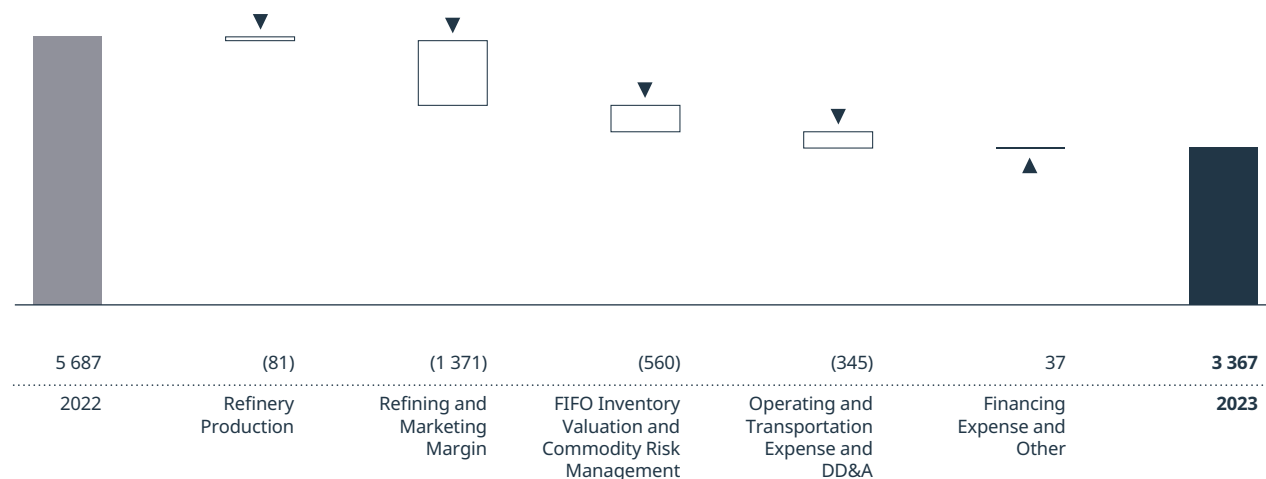 5 687 (81) (1 371) (560) (345) 37 3 367
2022 Refinery Refining and FIFO Inventory Operating and Financing 2023
Production Marketing Valuation and Transportation Expense and
Margin Commodity Risk Expense and Other
Management DD&A